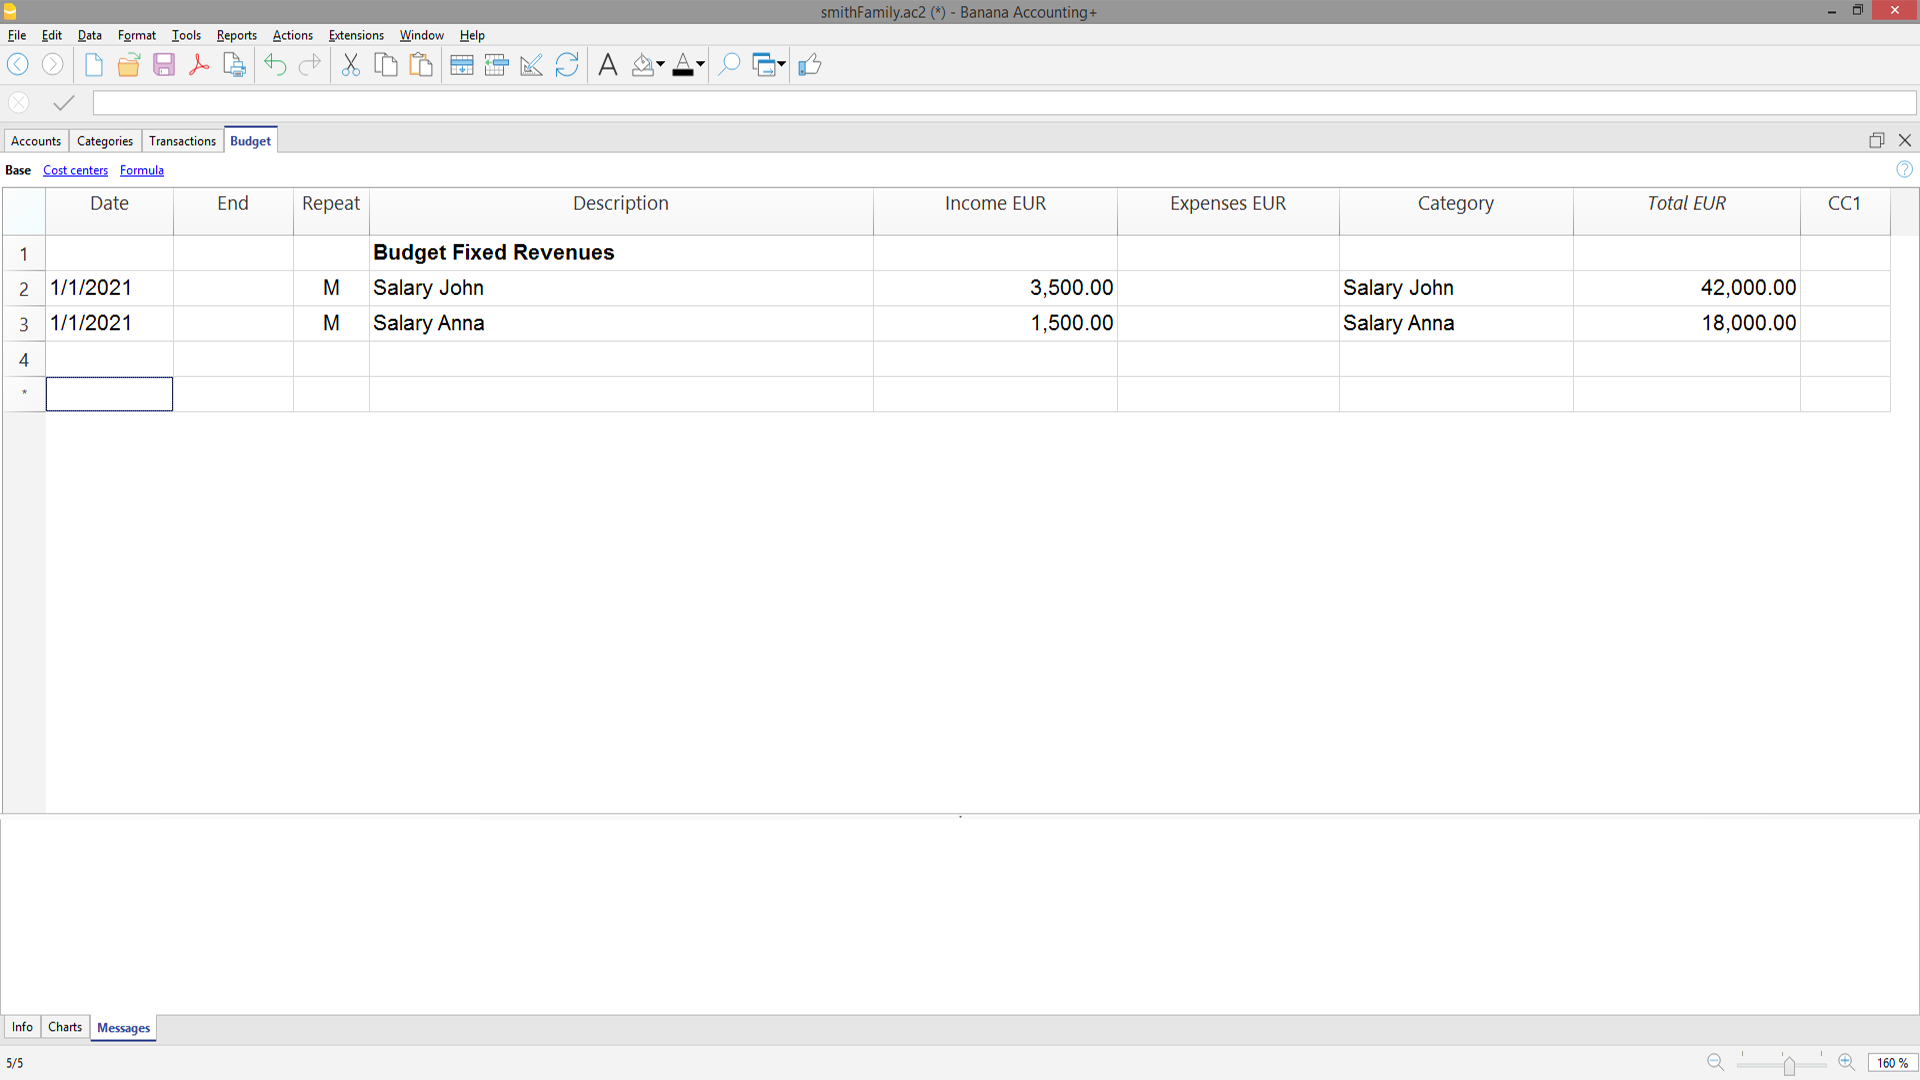 smithFamily.ac2 (*) - Banana Accounting+
File Edit Data Format Tools Reports Actions Extensions Window Help
Accounts Categories Transactions Budget
Base Cost centers Formula
Date End Repeat Description Income EUR Expenses EUR Category Total EUR CC1
1 Budget Fixed Revenues
2 1/1/2021 M Salary John 3,500.00 Salary John 42,000.00
3 1/1/2021 M Salary Anna 1,500.00 Salary Anna 18,000.00
4
*
Info Charts Messages
5/5 160 %